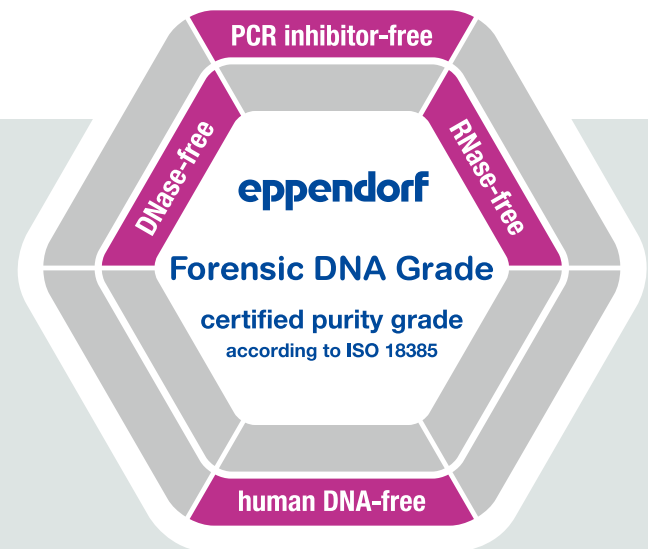 PCR inhibitor-free
DNase-free
RNase-free
eppendorf
Forensic DNA Grade
certified purity grade
according to ISO 18385
human DNA-free